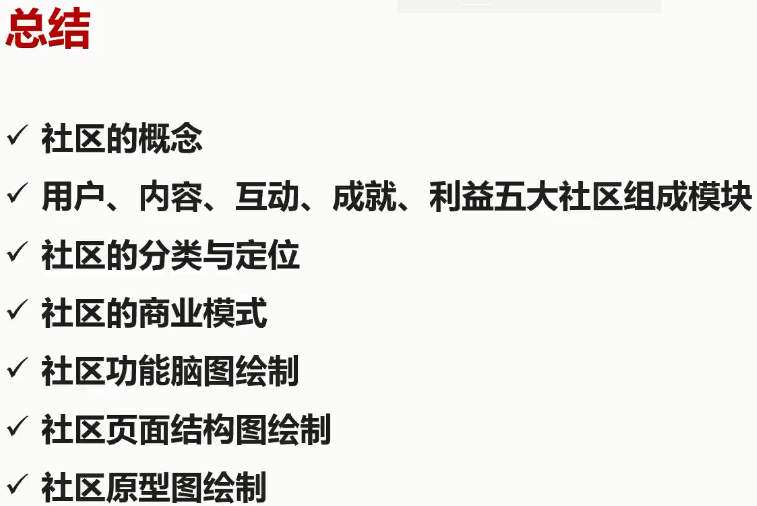 总结
✓ 社区的概念
✓ 用户、内容、互动、成就、利益五大社区组成模块
✓ 社区的分类与定位
✓ 社区的商业模式
✓ 社区功能脑图绘制
✓ 社区页面结构图绘制
✓ 社区原型图绘制